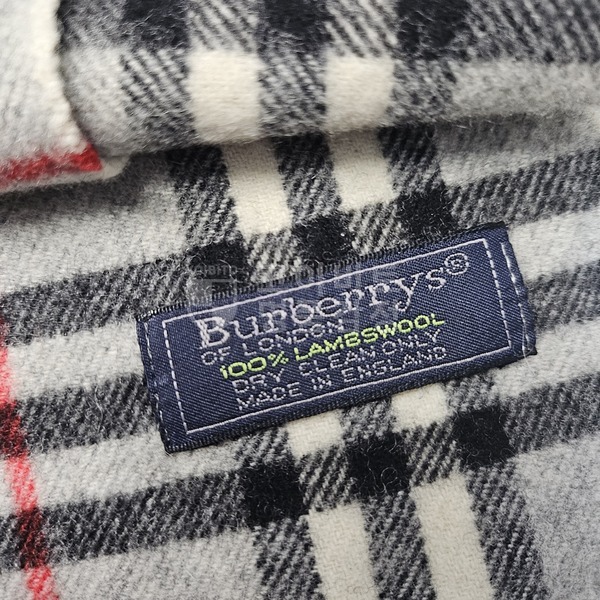 Burberrys®
OF LONDON
100% LAMBSWOOL
DRY CLEAN ONLY
MADE IN ENGLAND